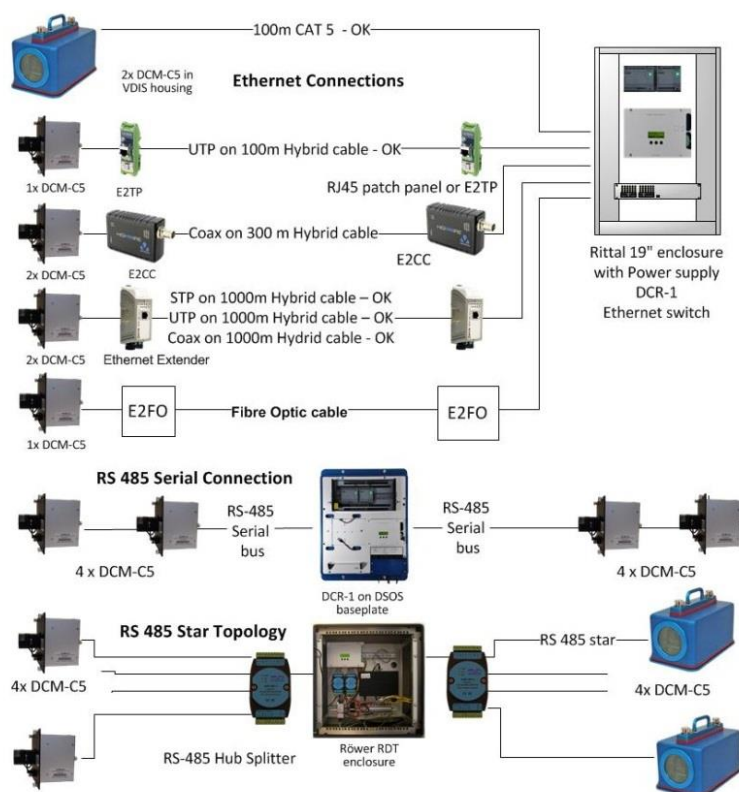 100m CAT 5 - OK
2x DCM-C5 in
VDIS housing
Ethernet Connections
UTP on 100m Hybrid cable - OK
1x DCM-C5
E2TP
RJ45 patch panel or E2TP
Coax on 300 m Hybrid cable
2x DCM-C5
E2CC
E2CC
Rittal 19" enclosure
with Power supply
DCR-1
Ethernet switch
STP on 1000m Hybrid cable – OK
UTP on 1000m Hybrid cable – OK
Coax on 1000m Hydrid cable - OK
2x DCM-C5
Ethernet Extender
E2FO
Fibre Optic cable
E2FO
1x DCM-C5
RS 485 Serial Connection
RS-485
Serial
bus
RS-485
Serial
bus
4 x DCM-C5
4 x DCM-C5
DCR-1 on DSOS
baseplate
RS 485 Star Topology
RS 485 star
4x DCM-C5
4x DCM-C5
RS-485 Hub Splitter
Röwer RDT
enclosure